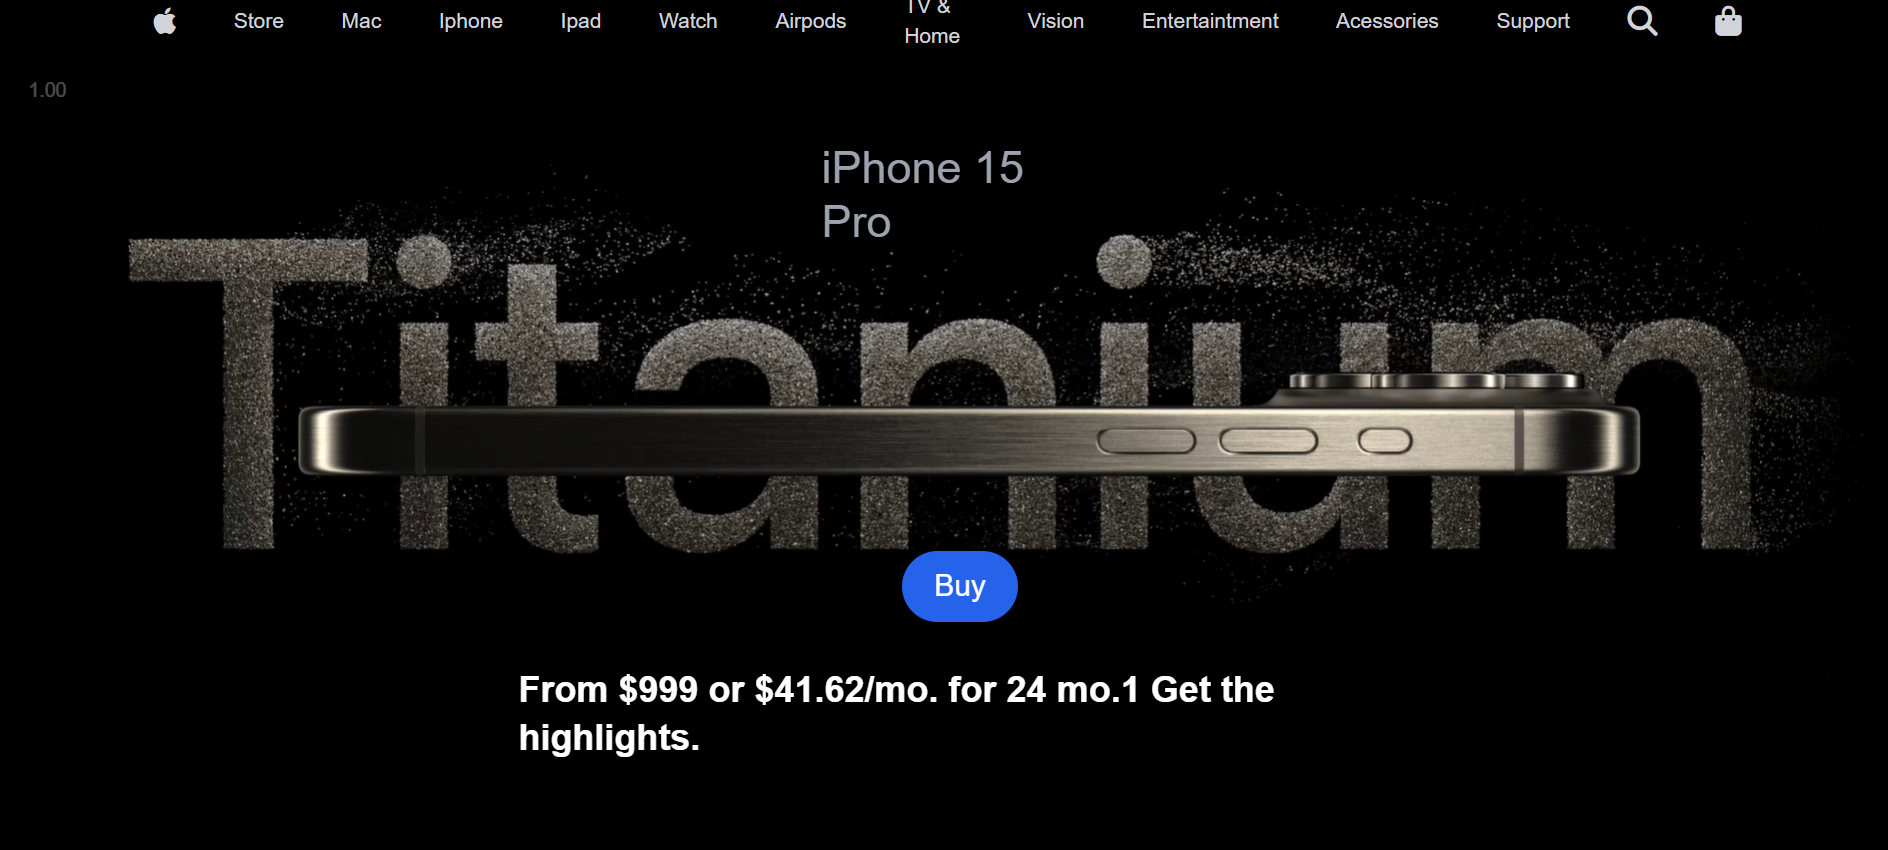 Store Mac Iphone Ipad Watch Airpods TV & Home Vision Entertaintment Acessories Support
1.00
iPhone 15
Pro
Titanium
Buy
From $999 or $41.62/mo. for 24 mo.1 Get the
highlights.